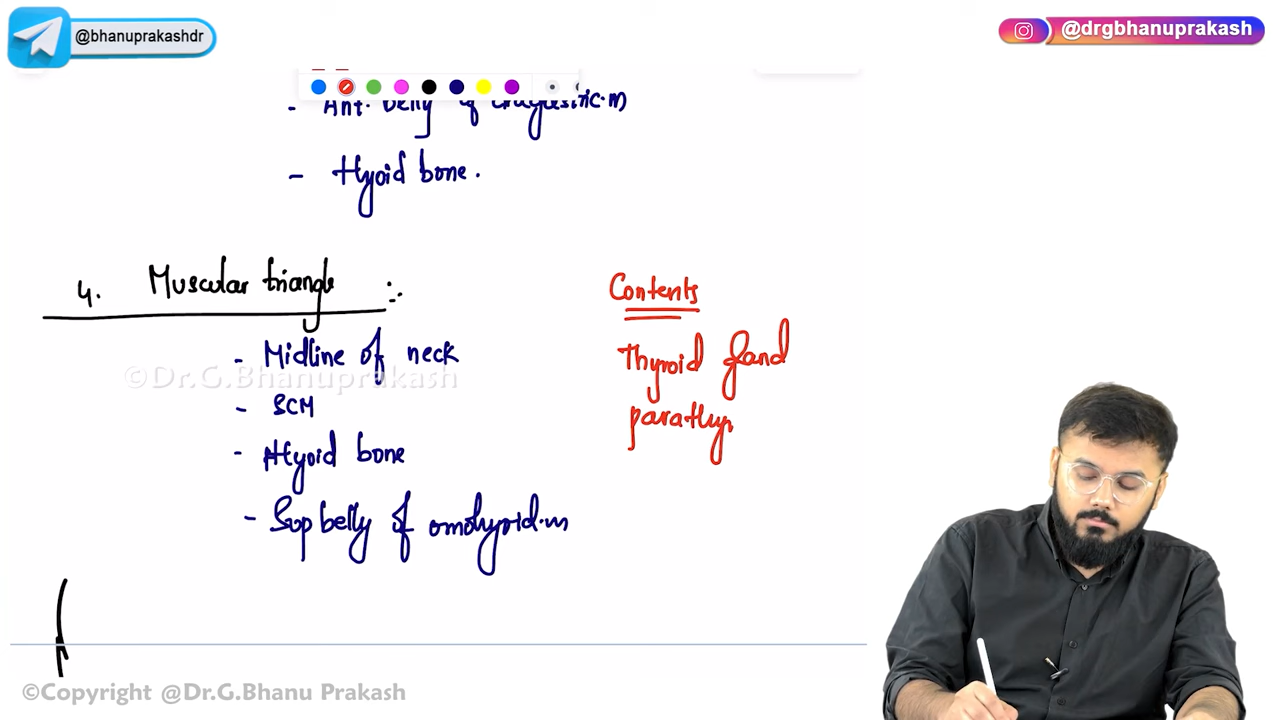 @bhanuprakashdr
@drgbhanuprakash
- Ant. belly of digastric.m
- Hyoid bone.
4. Muscular triangle :-
- Midline of neck
©Dr.G.Bhanuprakash
- SCM
- Hyoid bone
- Sup belly of omohyoid.m
Contents
Thyroid gland
parathyr
©Copyright @Dr.G.Bhanu Prakash